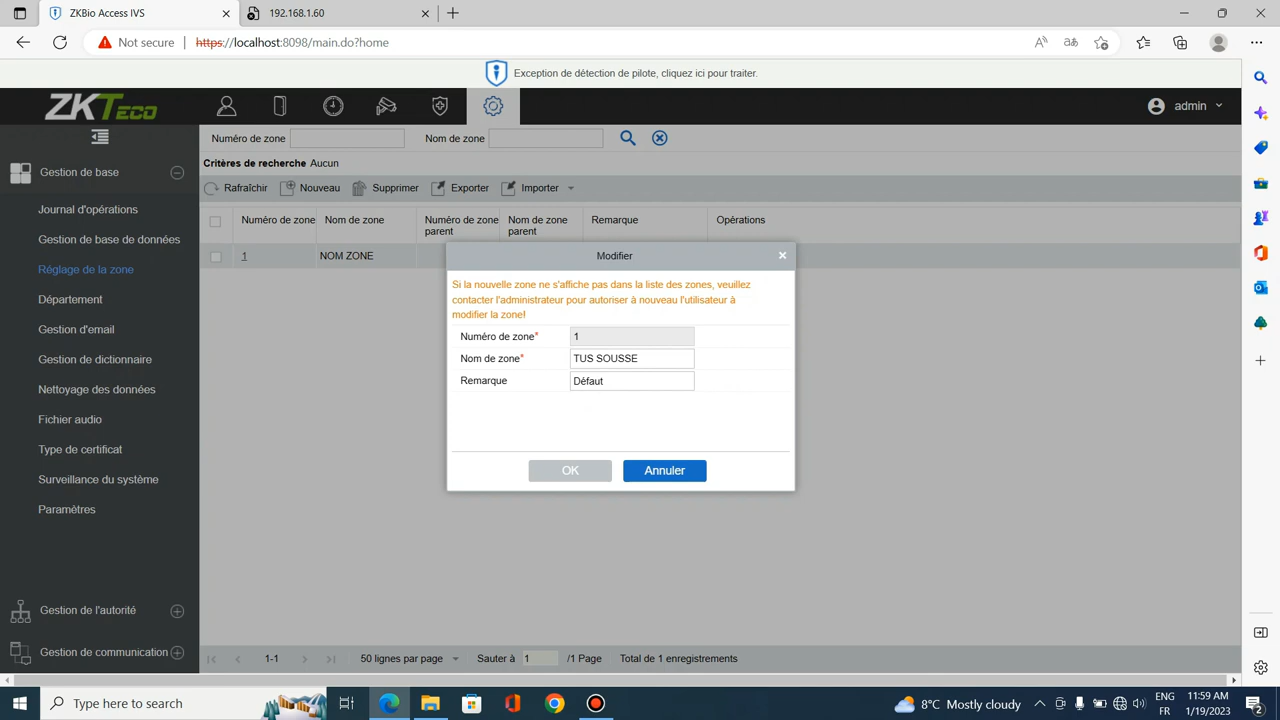 ZKBio Access IVS
192.168.1.60
Not secure
https://localhost:8098/main.do?home
Exception de détection de pilote, cliquez ici pour traiter.
ZKTeco
admin
Numéro de zone
Nom de zone
Critères de recherche Aucun
Rafraîchir
Nouveau
Supprimer
Exporter
Importer
Numéro de zone
Nom de zone
Numéro de zone parent
Nom de zone parent
Remarque
Opérations
1
NOM ZONE
Gestion de base
Journal d'opérations
Gestion de base de données
Réglage de la zone
Département
Gestion d'email
Gestion de dictionnaire
Nettoyage des données
Fichier audio
Type de certificat
Surveillance du système
Paramètres
Gestion de l'autorité
Gestion de communication
Modifier
Si la nouvelle zone ne s'affiche pas dans la liste des zones, veuillez
contacter l'administrateur pour autoriser à nouveau l'utilisateur à
modifier la zone!
Numéro de zone*
1
Nom de zone*
TUS SOUSSE
Remarque
Défaut
OK
Annuler
1-1
50 lignes par page
Sauter à
1
/1 Page
Total de 1 enregistrements
Type here to search
8°C Mostly cloudy
ENG
FR
11:59 AM
1/19/2023
2